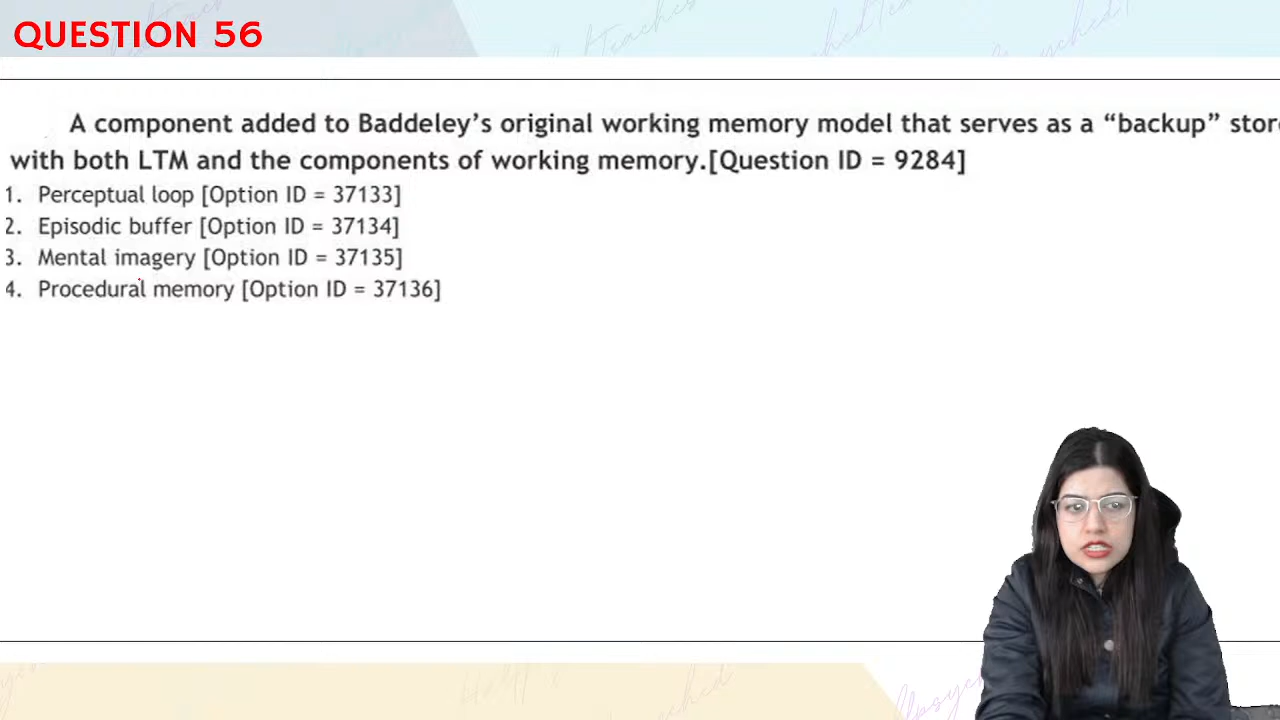 QUESTION 56
A component added to Baddeley's original working memory model that serves as a "backup"
with both LTM and the components of working memory.[Question ID = 9284]
1. Perceptual loop [Option ID = 37133]
2. Episodic buffer [Option ID = 37134]
3. Mental imagery [Option ID = 37135]
4. Procedural memory [Option ID = 37136]